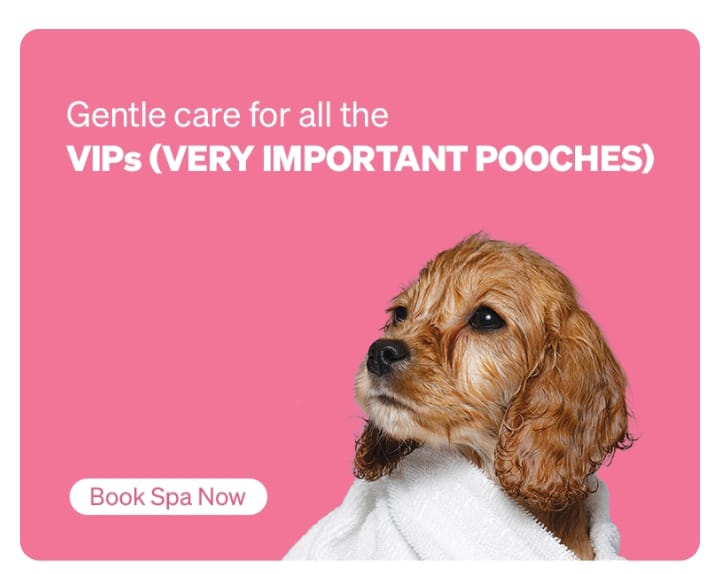 Gentle care for all the
VIPs (VERY IMPORTANT POOCHES)
Book Spa Now